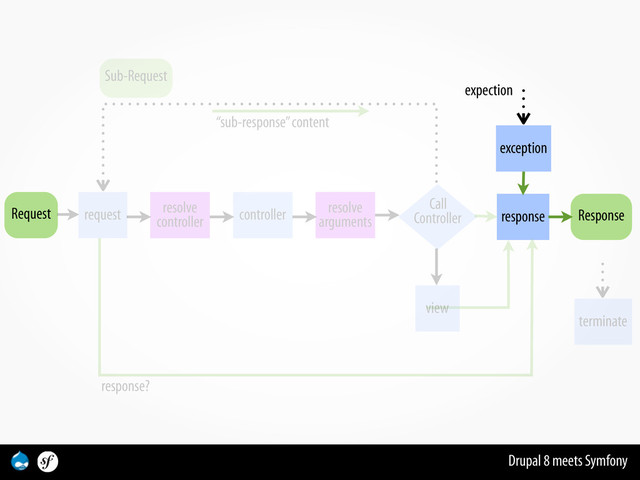 Sub-Request
expection
“sub-response” content
exception
Request
request
resolve
controller
controller
resolve
arguments
Call
Controller
response
Response
view
terminate
response?
sf
Drupal 8 meets Symfony